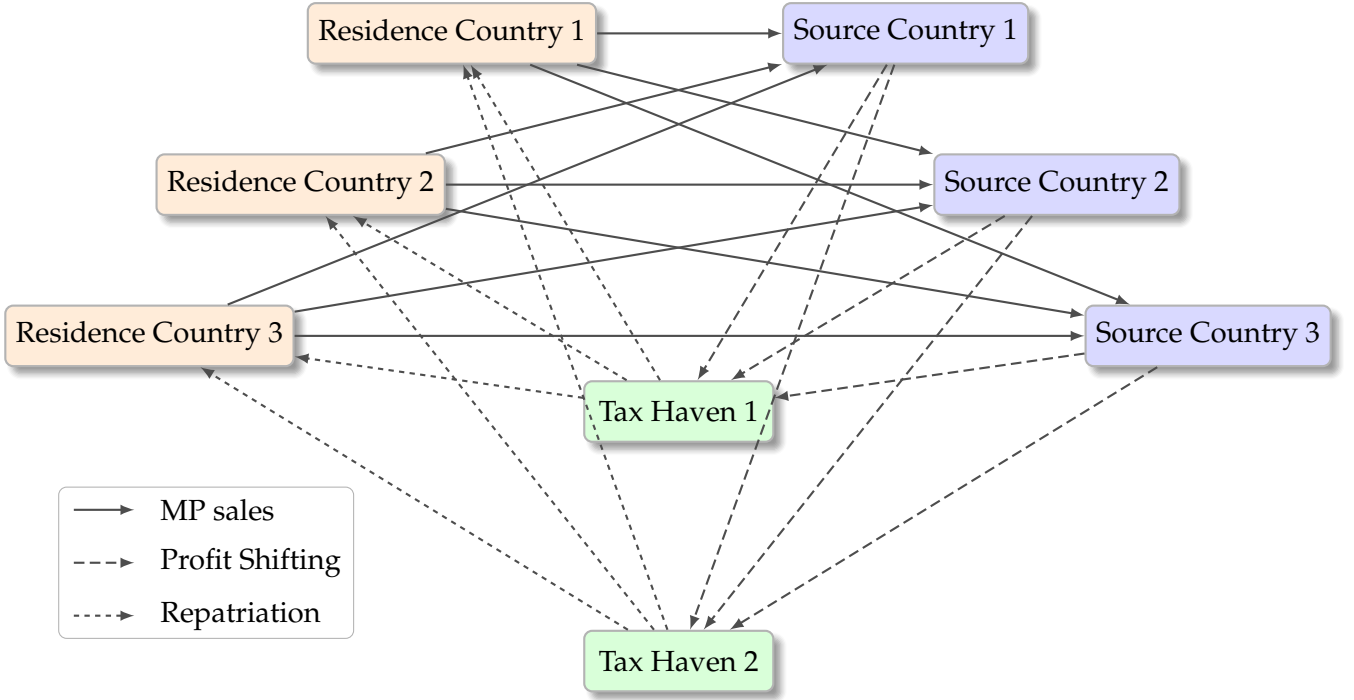 Residence Country 1
Source Country 1
Residence Country 2
Source Country 2
Residence Country 3
Source Country 3
Tax Haven 1
MP sales
Profit Shifting
Repatriation
Tax Haven 2